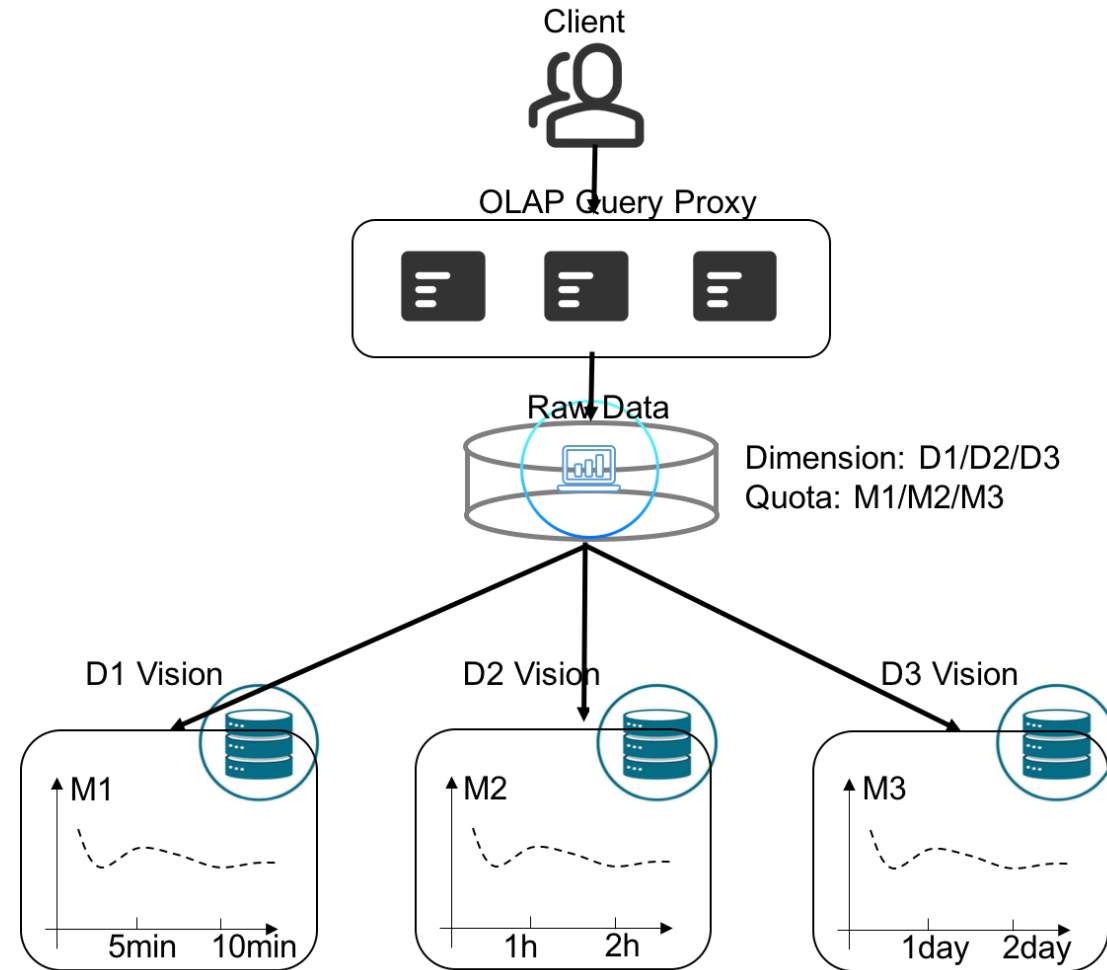 Client
OLAP Query Proxy
Raw Data
Dimension: D1/D2/D3
Quota: M1/M2/M3
D1 Vision
D2 Vision
D3 Vision
M1
5min 10min
M2
1h 2h
M3
1day 2day